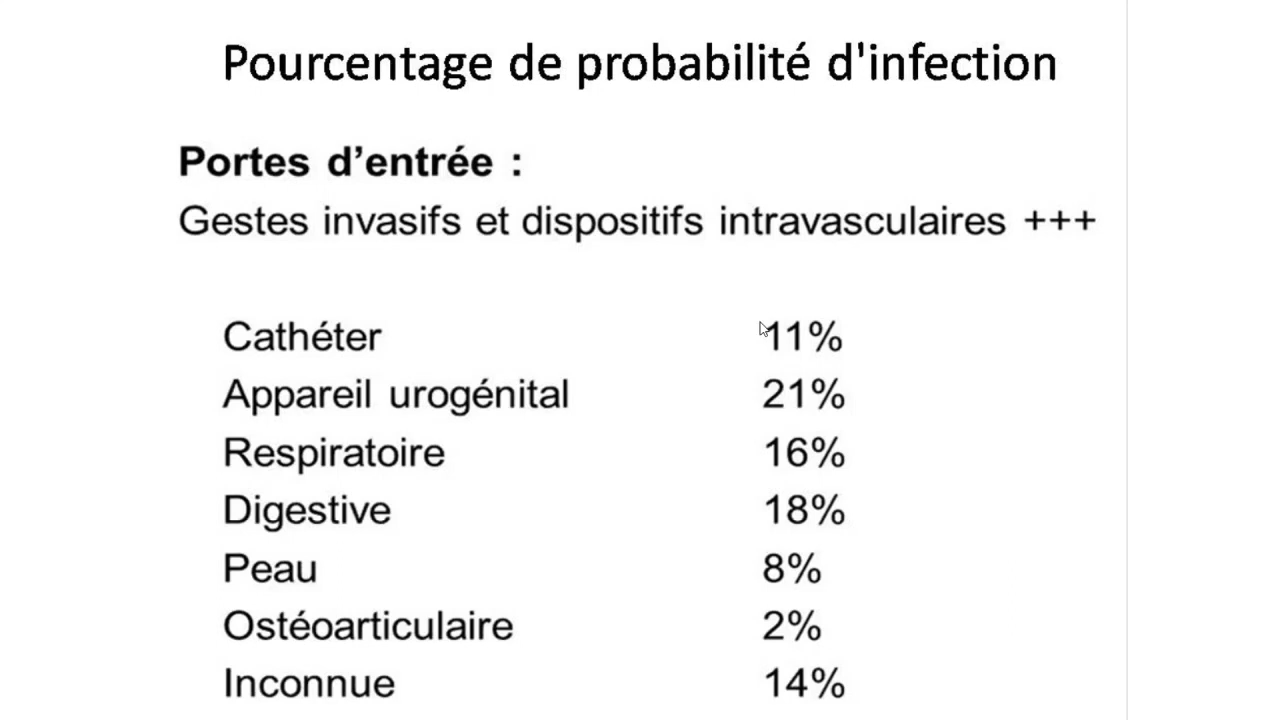 Pourcentage de probabilité d'infection
Portes d’entrée :
Gestes invasifs et dispositifs intravasculaires +++
Cathéter 11%
Appareil urogénital 21%
Respiratoire 16%
Digestive 18%
Peau 8%
Ostéoarticulaire 2%
Inconnue 14%